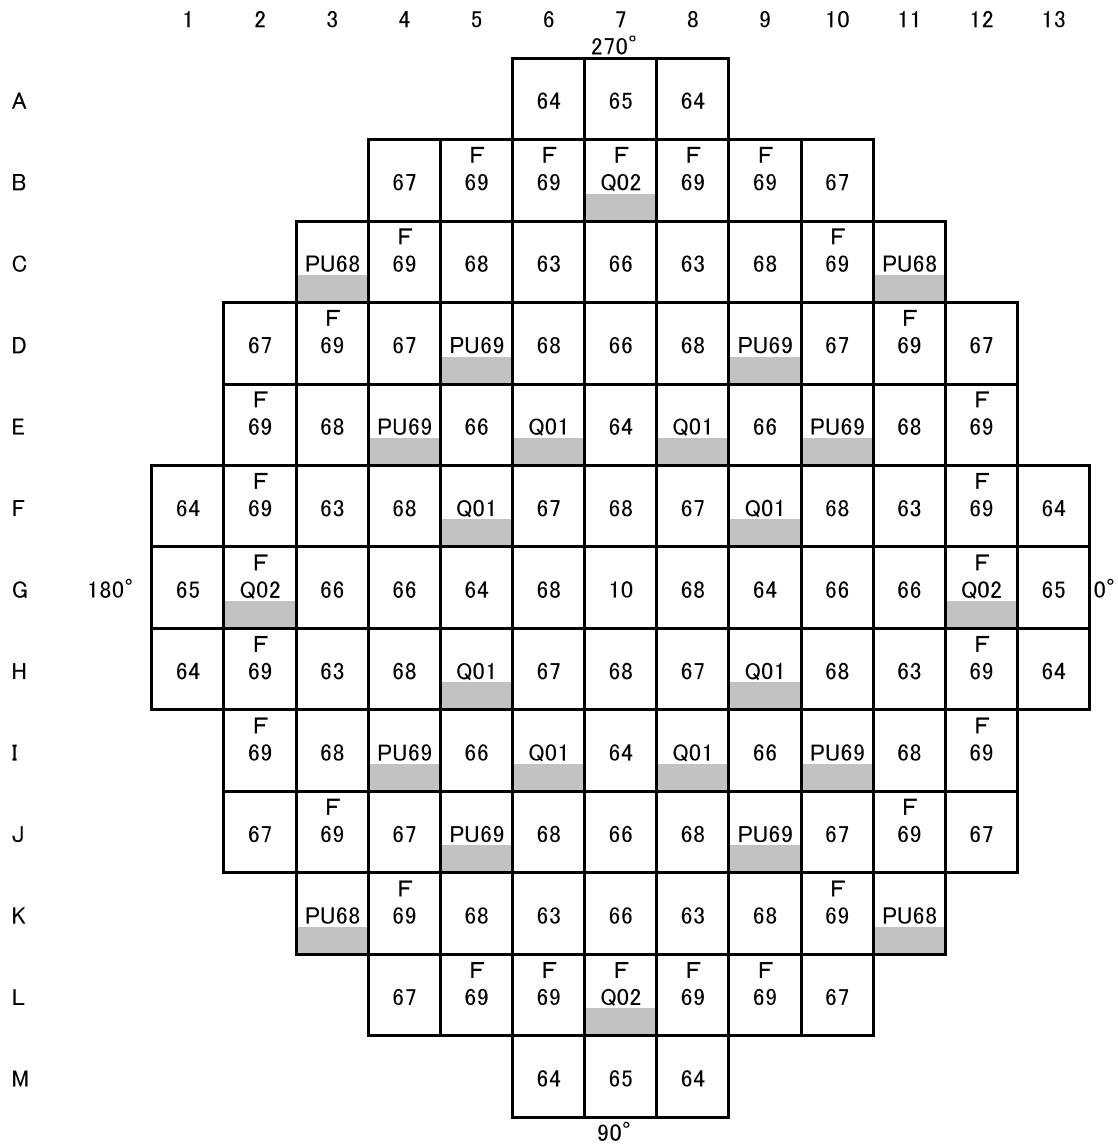 1 2 3 4 5 6 7 8 9 10 11 12 13
270°
A 64 65 64
F F F F F
B 67 69 69 Q02 69 69 67
F F
C PU68 69 68 63 66 63 68 69 PU68
F F
D 67 69 67 PU69 68 66 68 PU69 67 69 67
F F
E 69 68 PU69 66 Q01 64 Q01 66 PU69 68 69
F F
F 64 69 63 68 Q01 67 68 67 Q01 68 63 69 64
F F
G 180° 65 Q02 66 66 64 68 10 68 64 66 66 Q02 65 0°
F F
H 64 69 63 68 Q01 67 68 67 Q01 68 63 69 64
F F
I 69 68 PU69 66 Q01 64 Q01 66 PU69 68 69
F F
J 67 69 67 PU69 68 66 68 PU69 67 69 67
F F
K PU68 69 68 63 66 63 68 69 PU68
F F F F F
L 67 69 69 Q02 69 69 67
M 64 65 64
90°